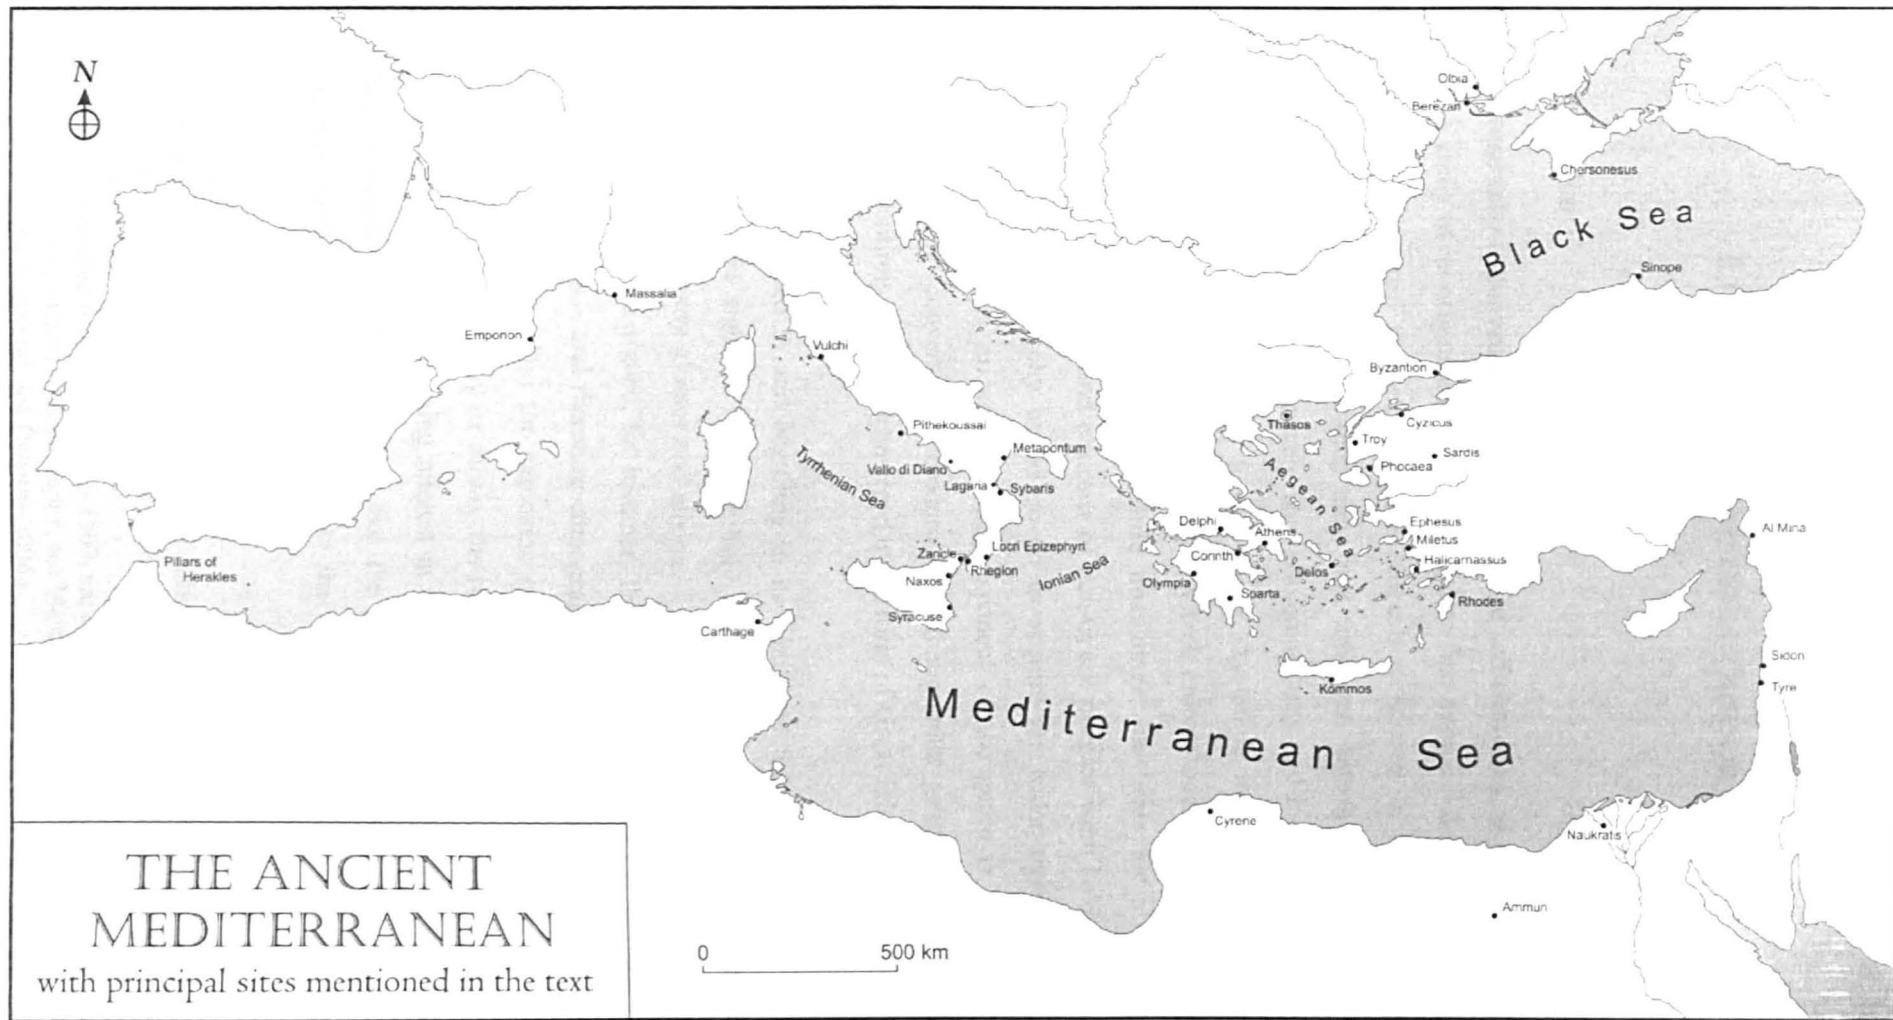 N
Olbia
Berezan
Chersonesus
Black Sea
Sinope
Massalia
Emporion
Vulchi
Byzantion
Pithekoussai
Thasos
Cyzicus
Metapontum
Troy
Tyrrhenian Sea
Vallo di Diano
Sardis
Phocaea
Aegean Sea
Lagaria
Sybaris
Delphi
Athens
Ephesus
Al Mina
Miletus
Zancle
Locri Epizephyri
Corinth
Pillars of
Herakles
Rhegion
Ionian Sea
Halicarnassus
Naxos
Olympia
Delos
Sparta
Rhodes
Syracuse
Carthage
Sidon
Kommos
Tyre
Mediterranean Sea
Cyrene
Naukratis
THE ANCIENT
MEDITERRANEAN
with principal sites mentioned in the text
Ammun
0 500 km